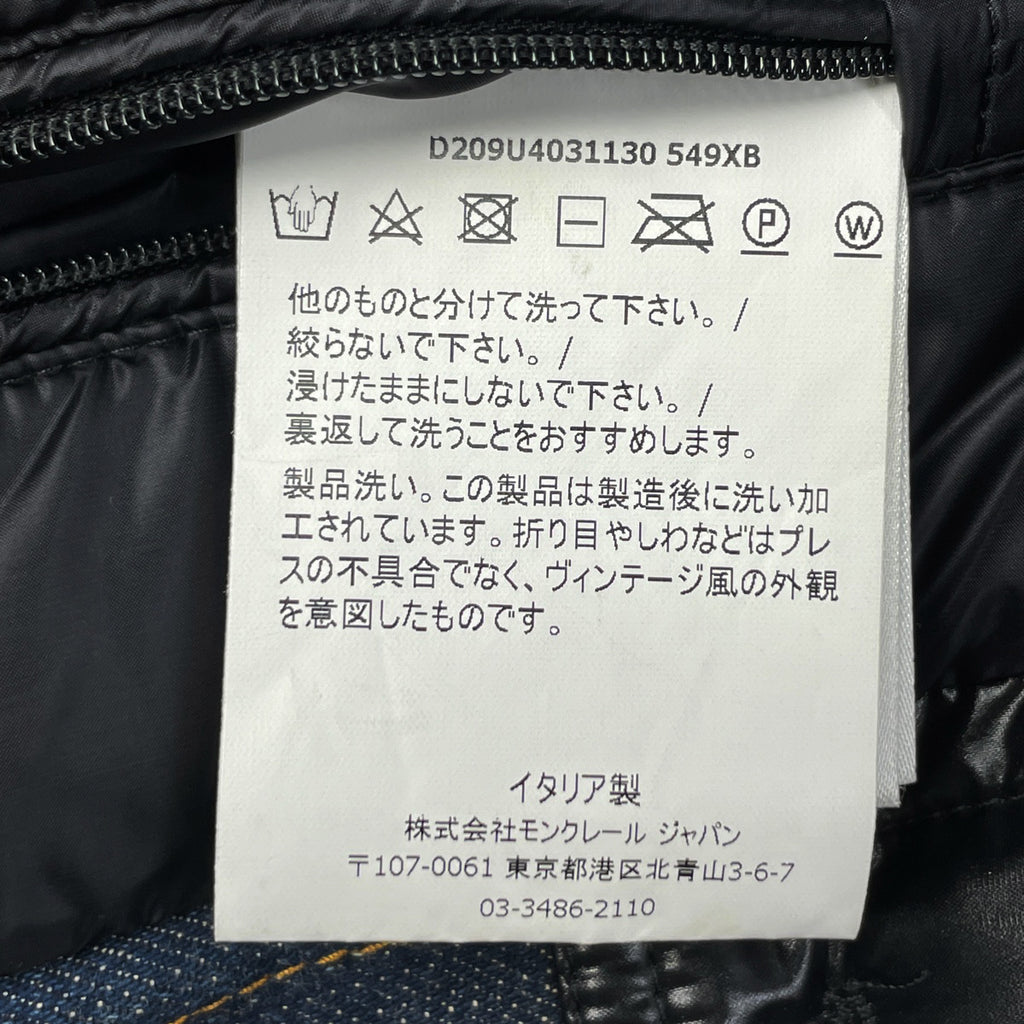 D209U4031130 549XB
P W
他のものと分けて洗って下さい。/
絞らないで下さい。/
浸けたままにしないで下さい。/
裏返して洗うことをおすすめします。
製品洗い。この製品は製造後に洗い加
工されています。折り目やしわなどはプレ
スの不具合でなく、ヴィンテージ風の外観
を意図したものです。
イタリア製
株式会社モンクレール ジャパン
〒107-0061 東京都港区北青山3-6-7
03-3486-2110